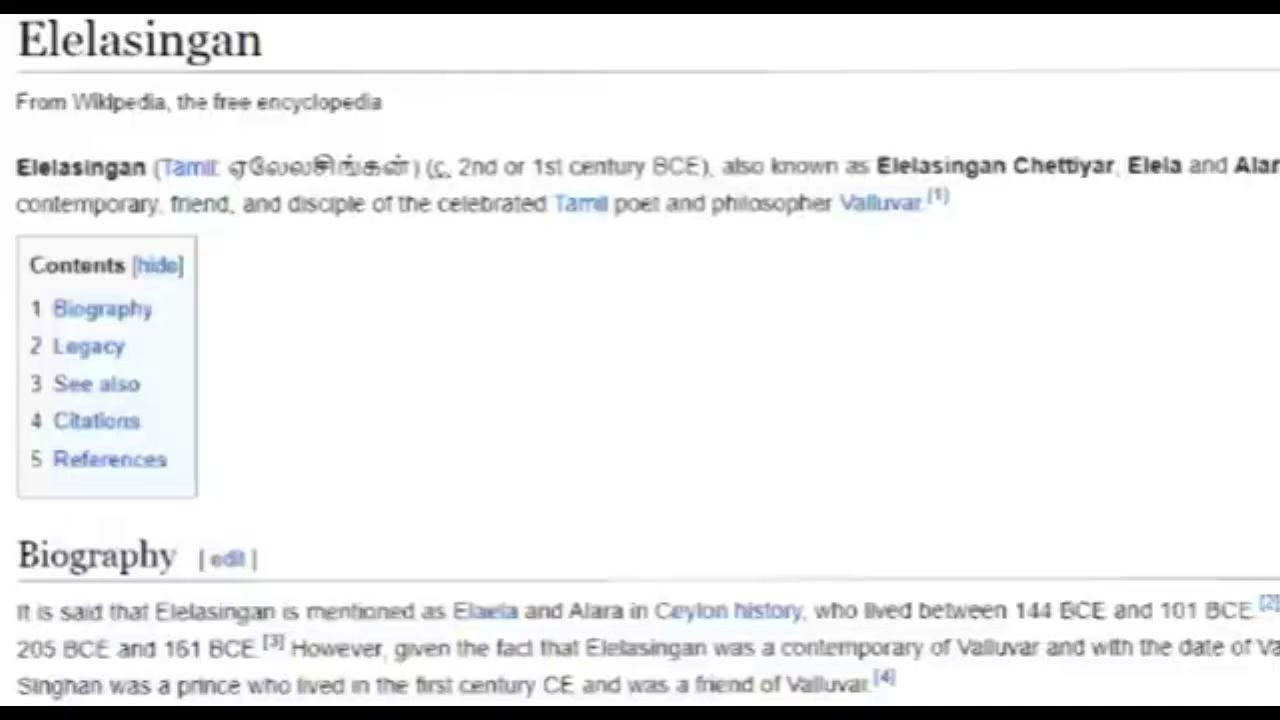 Elelasingan
From Wikipedia, the free encyclopedia
Elelasingan (Tamil: ஏலேலசிங்கன்) (c. 2nd or 1st century BCE), also known as Elelasingan Chettiyar, Elela and Alar
contemporary, friend, and disciple of the celebrated Tamil poet and philosopher Valluvar.[1]
Contents [hide]
1 Biography
2 Legacy
3 See also
4 Citations
5 References
Biography [edit]
It is said that Elelasingan is mentioned as Elaela and Alara in Ceylon history, who lived between 144 BCE and 101 BCE.[2]
205 BCE and 161 BCE.[3] However, given the fact that Elelasingan was a contemporary of Valluvar and with the date of Va
Singhan was a prince who lived in the first century CE and was a friend of Valluvar.[4]